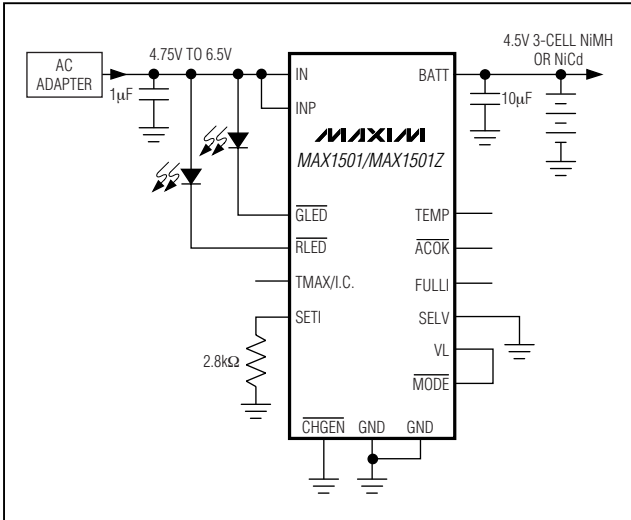 AC
ADAPTER
4.75V TO 6.5V
1µF
IN
INP
BATT
4.5V 3-CELL NiMH
OR NiCd
10µF
MAXIM
MAX1501/MAX1501Z
GLED
RLED
TMAX/I.C.
SETI
2.8kΩ
TEMP
ACOK
FULLI
SELV
VL
MODE
CHGEN GND GND